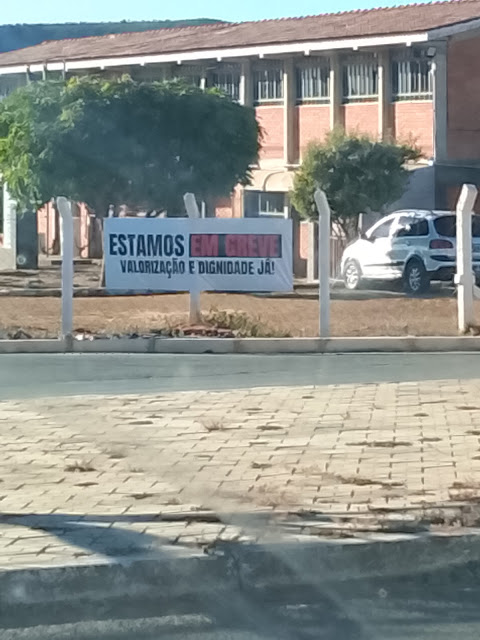 ESTAMOS EM GREVE
VALORIZAÇÃO E DIGNIDADE JÁ!